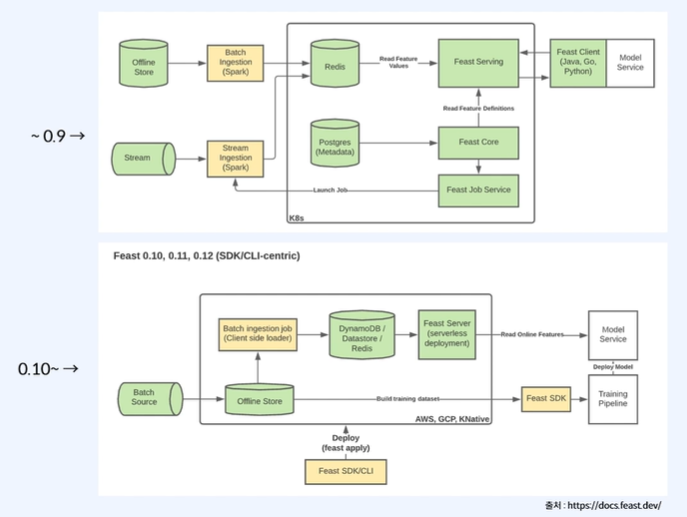 ~ 0.9 →
Offline
Store
Batch
Ingestion
(Spark)
Redis
Read Feature
Values
Feast Serving
Feast Client
(Java, Go,
Python)
Model
Service
Read Feature Definitions
Stream
Stream
Ingestion
(Spark)
Postgres
(Metadata)
Feast Core
Launch Job
Feast Job Service
K8s
0.10~ →
Feast 0.10, 0.11, 0.12 (SDK/CLI-centric)
Batch ingestion job
(Client side loader)
DynamoDB /
Datastore /
Redis
Feast Server
(serverless
deployment)
Read Online Features
Model
Service
Deploy Model
Batch
Source
Offline Store
Build training dataset
Feast SDK
Training
Pipeline
AWS, GCP, KNative
Deploy
(feast apply)
Feast SDK/CLI
출처 : https://docs.feast.dev/